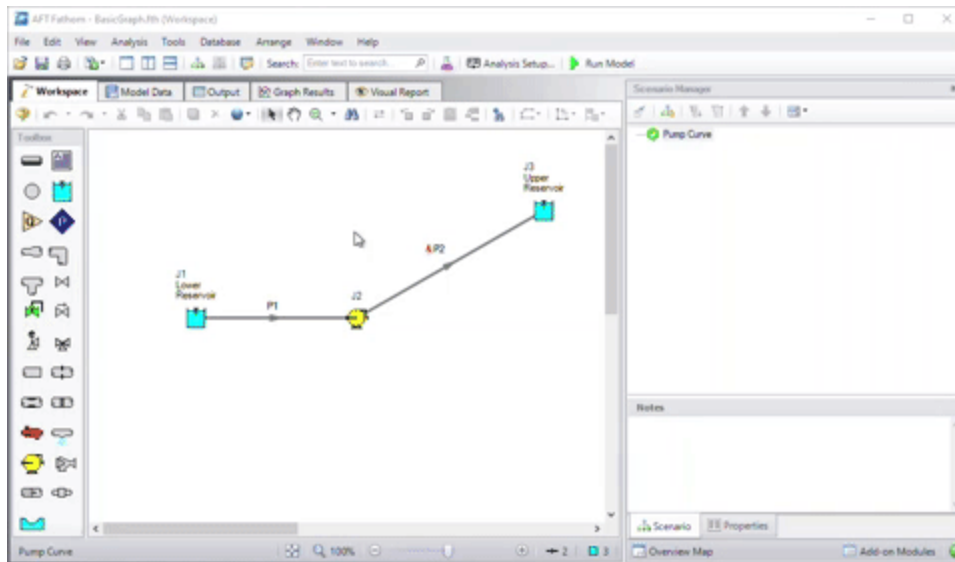 AFT Fathom - BasicGraph.fth (Workspace)
File Edit View Analysis Tools Database Arrange Window Help
Search: Enter text to search... Analysis Setup... Run Model
Workspace Model Data Output Graph Results Visual Report
Scenario Manager
Toolbox
Pump Curve
J3
Upper
Reservoir
P2
J1
Lower
Reservoir
P1
J2
Notes
Scenario Properties
Pump Curve 100% 2 3 Overview Map Add-on Modules